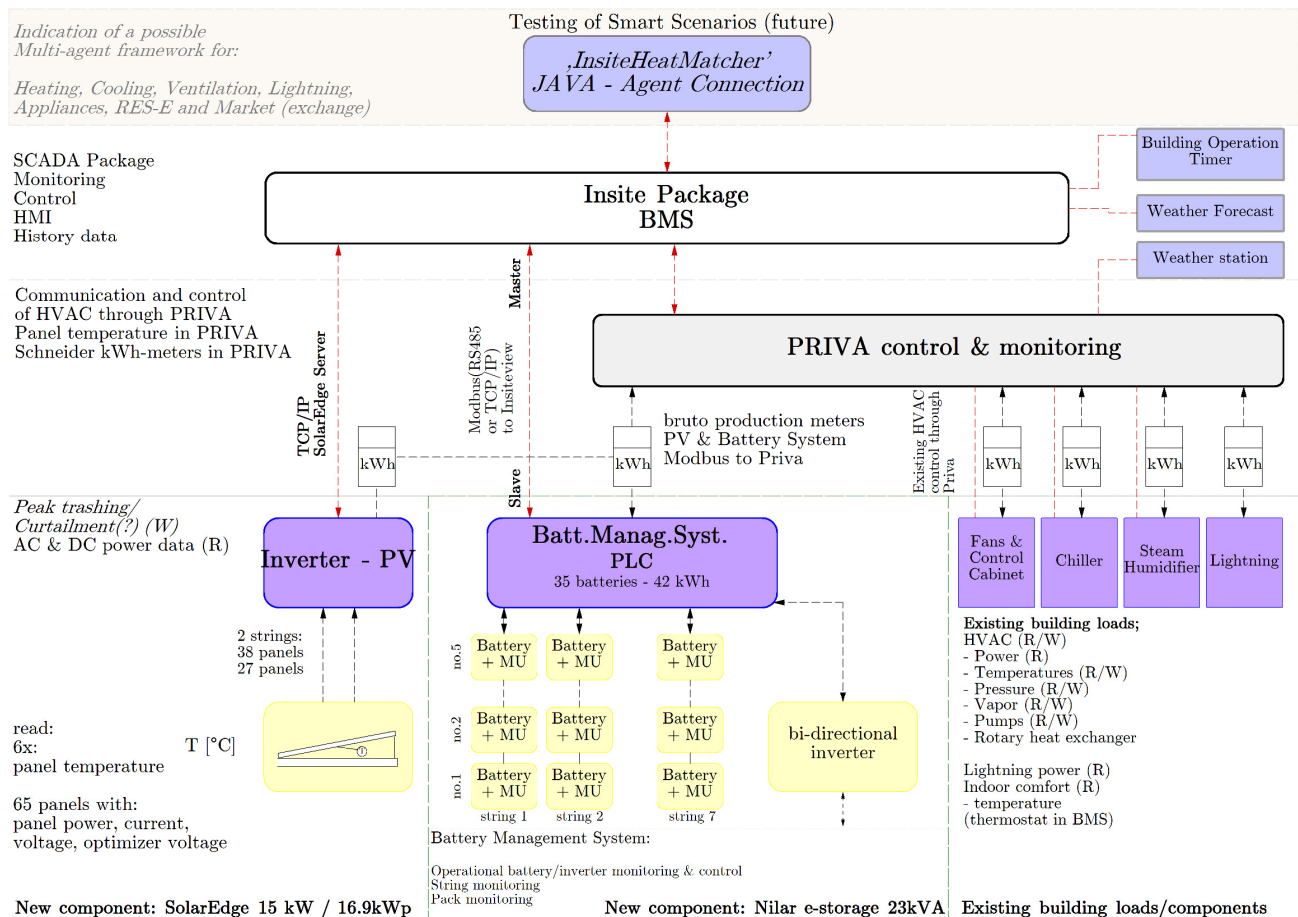 Indication of a possible
Multi-agent framework for:
Heating, Cooling, Ventilation, Lightning,
Appliances, RES-E and Market (exchange)
Testing of Smart Scenarios (future)
‚InsiteHeatMatcher’
JAVA - Agent Connection
SCADA Package
Monitoring
Control
HMI
History data
Insite Package
BMS
Building Operation
Timer
Weather Forecast
Weather station
Communication and control
of HVAC through PRIVA
Panel temperature in PRIVA
Schneider kWh-meters in PRIVA
TCP/IP
SolarEdge Server
Master
Modbus(RS485
or TCP/IP)
to Insiteview
Slave
PRIVA control & monitoring
bruto production meters
PV & Battery System
Modbus to Priva
Existing HVAC
control through
Priva
kWh
kWh
kWh
kWh
kWh
kWh
Peak trashing/
Curtailment(?) (W)
AC & DC power data (R)
Inverter - PV
Batt.Manag.Syst.
PLC
35 batteries - 42 kWh
Fans &
Control
Cabinet
Chiller
Steam
Humidifier
Lightning
2 strings:
38 panels
27 panels
no.5
Battery
+ MU
Battery
+ MU
Battery
+ MU
no.2
Battery
+ MU
Battery
+ MU
Battery
+ MU
no.1
Battery
+ MU
Battery
+ MU
Battery
+ MU
string 1
string 2
string 7
bi-directional
inverter
Existing building loads;
HVAC (R/W)
- Power (R)
- Temperatures (R/W)
- Pressure (R/W)
- Vapor (R/W)
- Pumps (R/W)
- Rotary heat exchanger
Lightning power (R)
Indoor comfort (R)
- temperature
(thermostat in BMS)
read:
6x:
panel temperature
T [°C]
T
65 panels with:
panel power, current,
voltage, optimizer voltage
Battery Management System:
Operational battery/inverter monitoring & control
String monitoring
Pack monitoring
New component: SolarEdge 15 kW / 16.9kWp
New component: Nilar e-storage 23kVA
Existing building loads/components